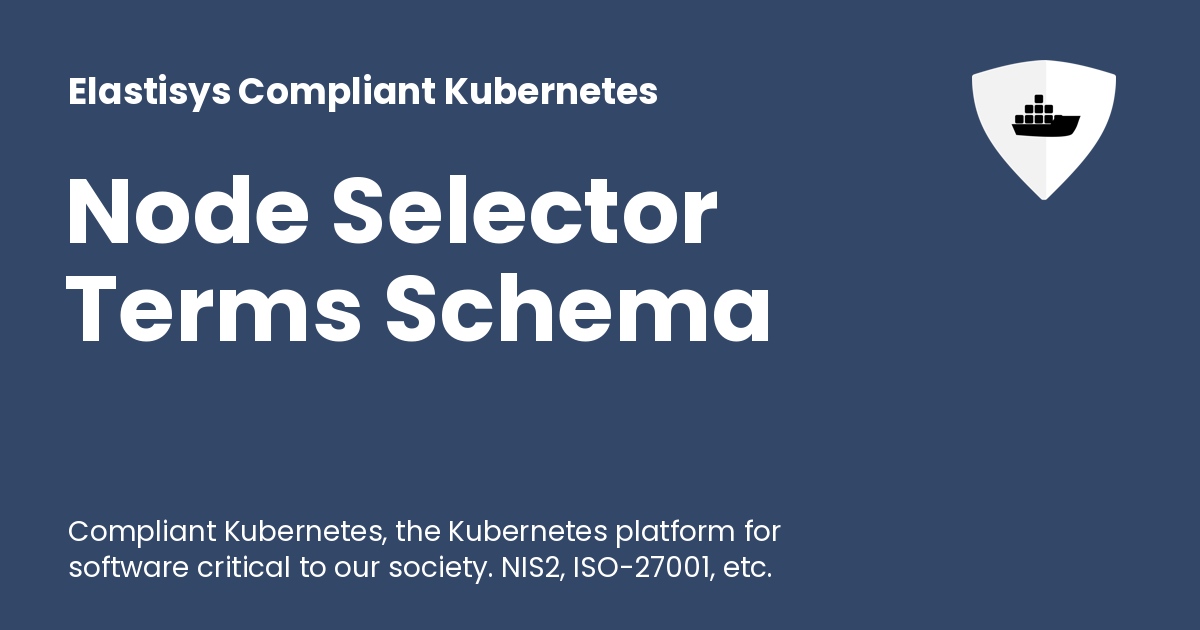 Elastisys Compliant Kubernetes
Node Selector
Terms Schema
Compliant Kubernetes, the Kubernetes platform for
software critical to our society. NIS2, ISO-27001, etc.